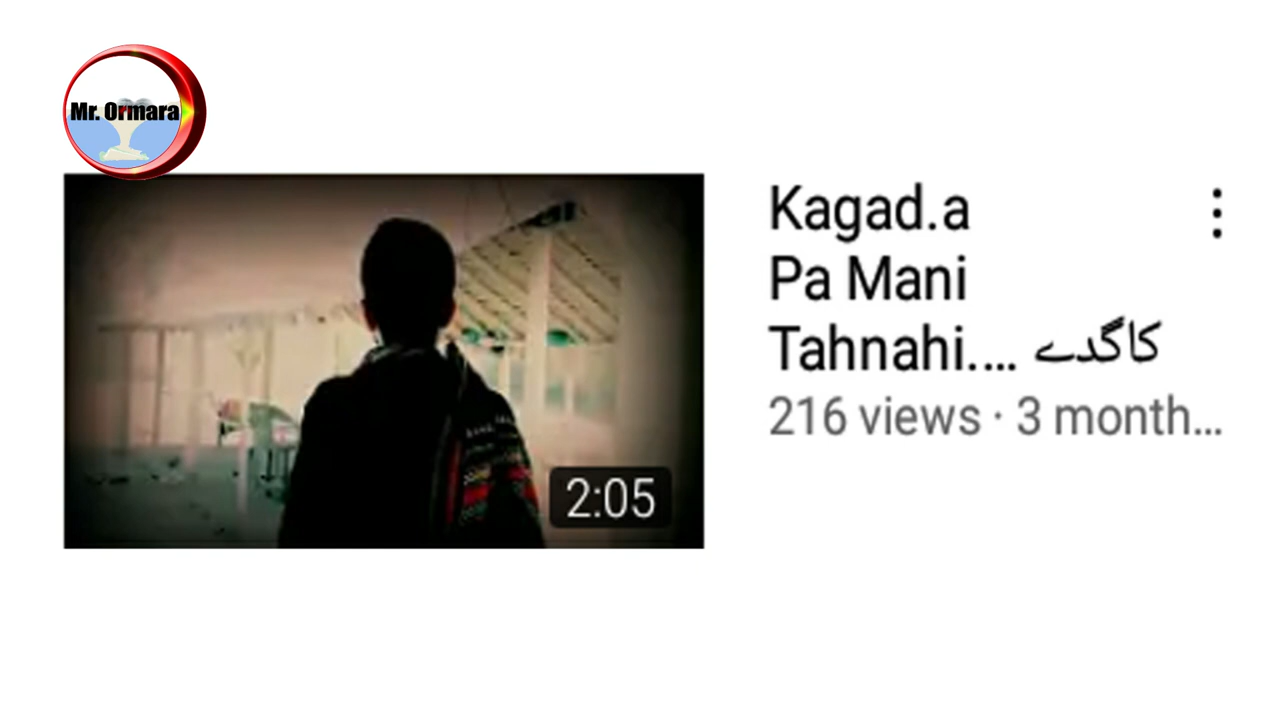 Mr. Ormara
Kagad.a
Pa Mani
Tahnahi.... کاگدے
216 views · 3 month...
2:05